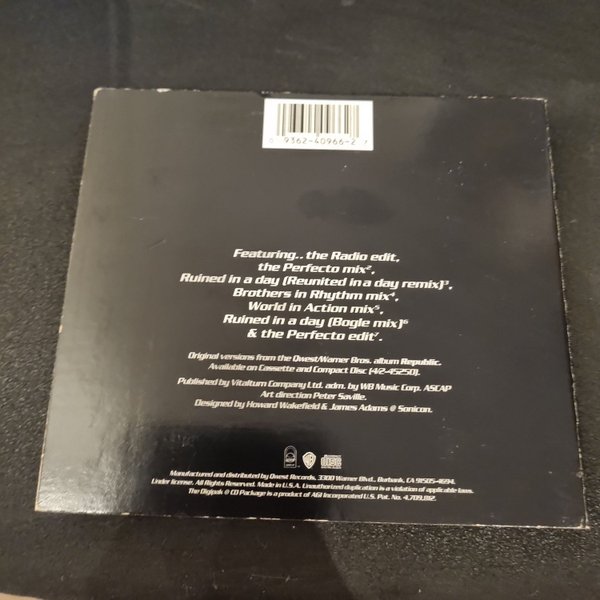 9362-40966-2
Featuring.. the Radio edit,
the Perfecto mix²,
Ruined in a day (Reunited in a day remix)³,
Brothers in Rhythm mix⁴,
World in Action mix⁵,
Ruined in a day (Bogle mix)⁶
& the Perfecto edit⁷.
Original versions from the Qwest/Warner Bros. album Republic.
Available on Cassette and Compact Disc (4/2-45250).
Published by Vitalturn Company Ltd. adm. by WB Music Corp. ASCAP
Art direction Peter Saville.
Designed by Howard Wakefield & James Adams @ Sonicon.
Manufactured and distributed by Qwest Records, 3300 Warner Blvd., Burbank, CA 91505-4694.
Under license. All Rights Reserved. Made in U.S.A. Unauthorized duplication is a violation of applicable laws.
The Digipak ® CD Package is a product of AGI Incorporated U.S. Pat. No. 4,709,812.